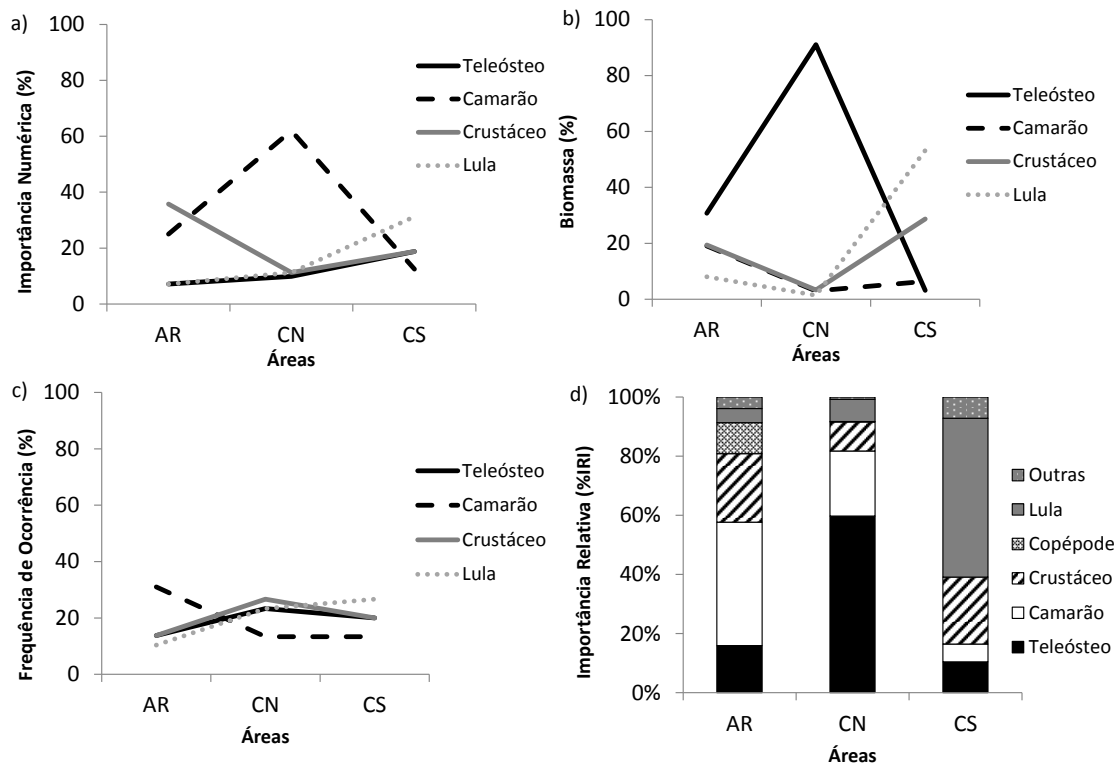 a)
Importância Numérica (%)
100
80
60
40
20
0
AR
CN
CS
Áreas
Teleósteo
Camarão
Crustáceo
Lula
b)
Biomassa (%)
100
80
60
40
20
0
AR
CN
CS
Áreas
Teleósteo
Camarão
Crustáceo
Lula
c)
Frequência de Ocorrência (%)
100
80
60
40
20
0
AR
CN
CS
Áreas
Teleósteo
Camarão
Crustáceo
Lula
d)
Importância Relativa (%IRI)
100%
80%
60%
40%
20%
0%
AR
CN
CS
Áreas
Outras
Lula
Copépode
Crustáceo
Camarão
Teleósteo